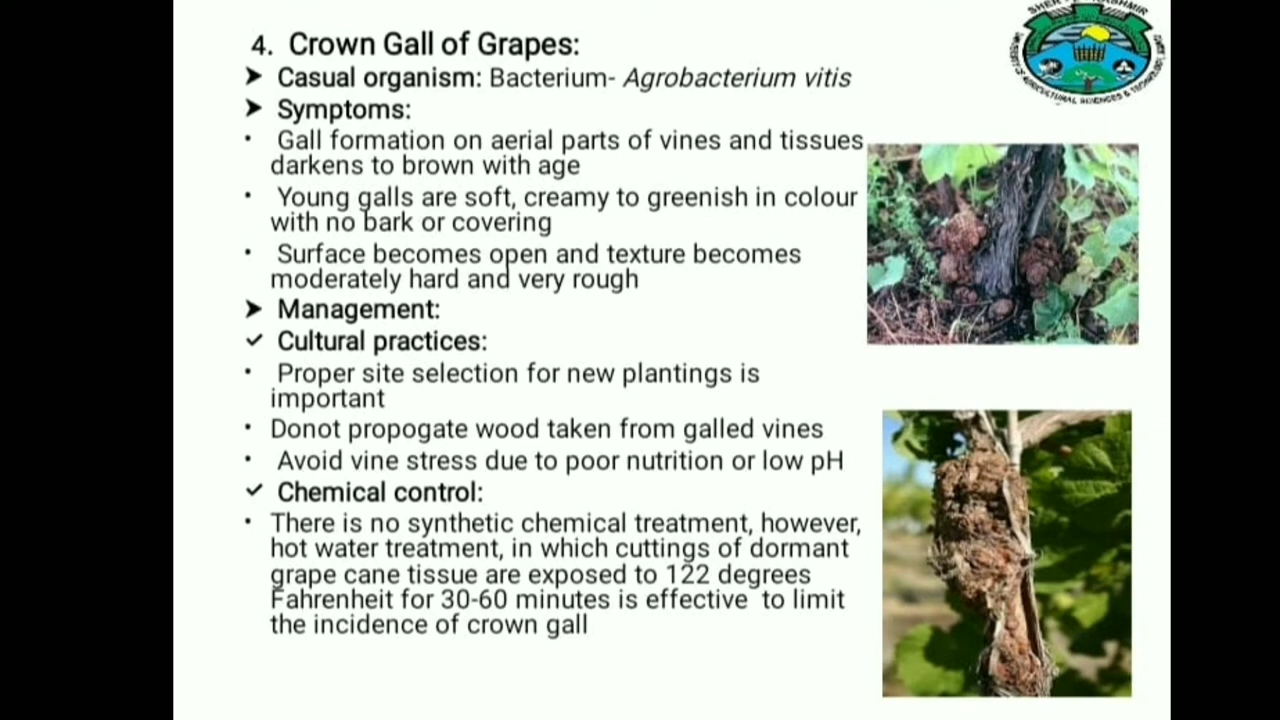 SHER-E-KASHMIR
4. Crown Gall of Grapes:
➤ Casual organism: Bacterium- Agrobacterium vitis
➤ Symptoms:
• Gall formation on aerial parts of vines and tissues
darkens to brown with age
• Young galls are soft, creamy to greenish in colour
with no bark or covering
• Surface becomes open and texture becomes
moderately hard and very rough
➤ Management:
✓ Cultural practices:
• Proper site selection for new plantings is
important
• Donot propogate wood taken from galled vines
• Avoid vine stress due to poor nutrition or low pH
✓ Chemical control:
• There is no synthetic chemical treatment, however,
hot water treatment, in which cuttings of dormant
grape cane tissue are exposed to 122 degrees
Fahrenheit for 30-60 minutes is effective to limit
the incidence of crown gall